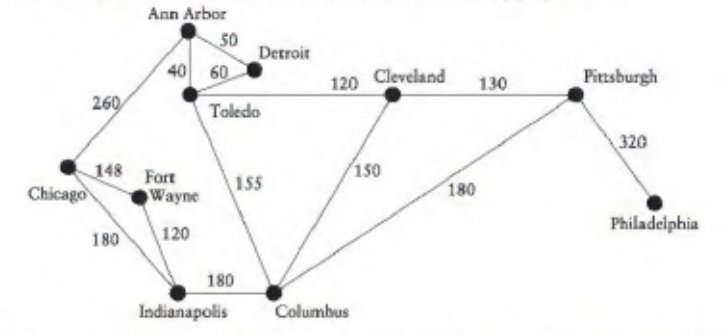 Ann Arbor
50
Detroit
40
60
120
Cleveland
130
Pittsburgh
260
Toledo
320
148
Fort
Wayne
Chicago
155
150
180
Philadelphia
180
120
180
Indianapolis
Columbus